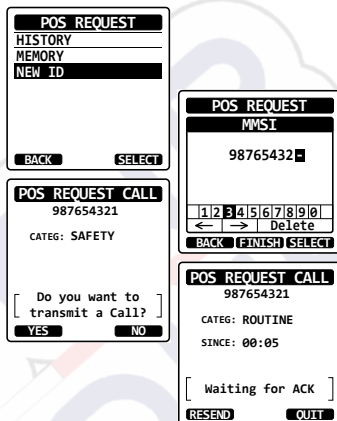 POS REQUEST
HISTORY
MEMORY
NEW ID
BACK SELECT
POS REQUEST
MMSI
98765432-
1 2 3 4 5 6 7 8 9 0
← → Delete
BACK FINISH SELECT
POS REQUEST CALL
987654321
CATEG: SAFETY
Do you want to
transmit a Call?
YES NO
POS REQUEST CALL
987654321
CATEG: ROUTINE
SINCE: 00:05
Waiting for ACK
RESEND QUIT